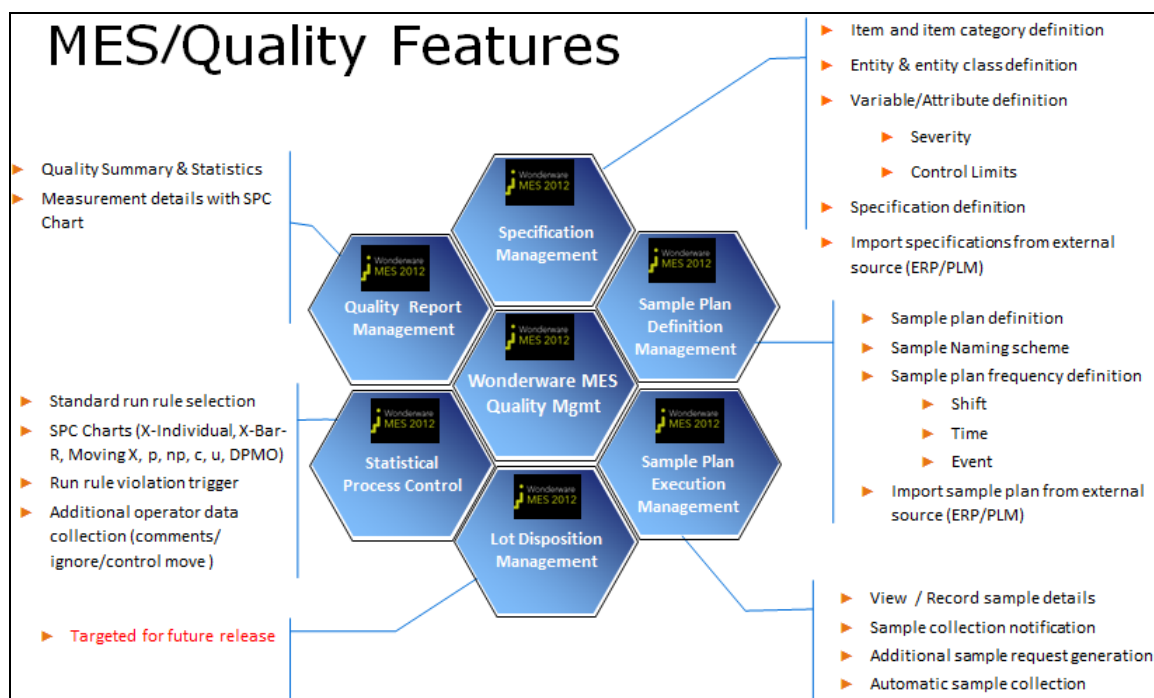 MES/Quality Features
Item and item category definition
Entity & entity class definition
Variable/Attribute definition
Severity
Control Limits
Specification definition
Import specifications from external
source (ERP/PLM)
Quality Summary & Statistics
Measurement details with SPC
Chart
Wonderware
MES 2012
Specification
Management
Wonderware
MES 2012
Quality Report
Management
Wonderware
MES 2012
Sample Plan
Definition
Management
Wonderware
MES 2012
Wonderware MES
Quality Mgmt
Sample plan definition
Sample Naming scheme
Sample plan frequency definition
Shift
Time
Event
Import sample plan from external
source (ERP/PLM)
Standard run rule selection
SPC Charts (X-Individual, X-Bar-
R, Moving X, p, np, c, u, DPMO)
Run rule violation trigger
Additional operator data
collection (comments/
ignore/control move )
Wonderware
MES 2012
Statistical
Process Control
Wonderware
MES 2012
Sample Plan
Execution
Management
Wonderware
MES 2012
Lot Disposition
Management
Targeted for future release
View / Record sample details
Sample collection notification
Additional sample request generation
Automatic sample collection